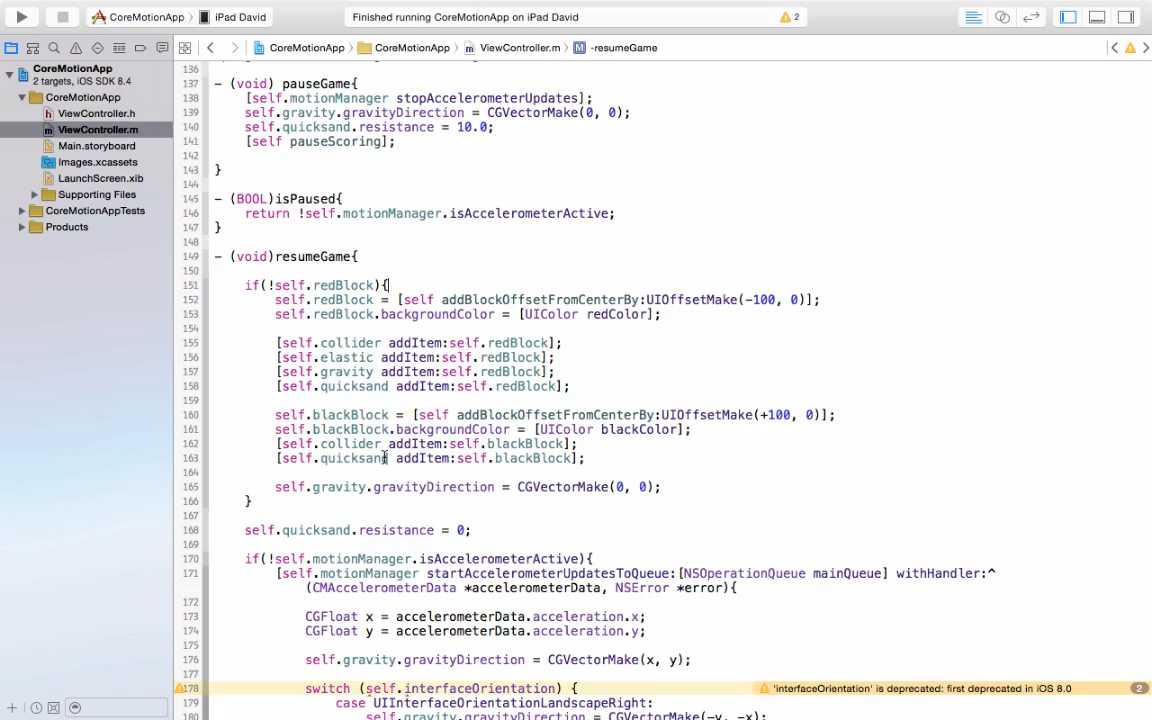 CoreMotionApp iPad David
Finished running CoreMotionApp on iPad David
2
CoreMotionApp CoreMotionApp ViewController.m -resumeGame
CoreMotionApp
2 targets, iOS SDK 8.4
CoreMotionApp
ViewController.h
ViewController.m
Main.storyboard
Images.xcassets
LaunchScreen.xib
Supporting Files
CoreMotionAppTests
Products
136
137 - (void) pauseGame{
138 [self.motionManager stopAccelerometerUpdates];
139 self.gravity.gravityDirection = CGVectorMake(0, 0);
140 self.quicksand.resistance = 10.0;
141 [self pauseScoring];
142
143 }
144
145 - (BOOL)isPaused{
146 return !self.motionManager.isAccelerometerActive;
147 }
148
149 - (void)resumeGame{
150
151 if(!self.redBlock){
152 self.redBlock = [self addBlockOffsetFromCenterBy:UIOffsetMake(-100, 0)];
153 self.redBlock.backgroundColor = [UIColor redColor];
154
155 [self.collider addItem:self.redBlock];
156 [self.elastic addItem:self.redBlock];
157 [self.gravity addItem:self.redBlock];
158 [self.quicksand addItem:self.redBlock];
159
160 self.blackBlock = [self addBlockOffsetFromCenterBy:UIOffsetMake(+100, 0)];
161 self.blackBlock.backgroundColor = [UIColor blackColor];
162 [self.collider addItem:self.blackBlock];
163 [self.quicksand addItem:self.blackBlock];
164
165 self.gravity.gravityDirection = CGVectorMake(0, 0);
166 }
167
168 self.quicksand.resistance = 0;
169
170 if(!self.motionManager.isAccelerometerActive){
171 [self.motionManager startAccelerometerUpdatesToQueue:[NSOperationQueue mainQueue] withHandler:^
(CMAccelerometerData *accelerometerData, NSError *error){
172
173 CGFloat x = accelerometerData.acceleration.x;
174 CGFloat y = accelerometerData.acceleration.y;
175
176 self.gravity.gravityDirection = CGVectorMake(x, y);
177
178 switch (self.interfaceOrientation) { 'interfaceOrientation' is deprecated: first deprecated in iOS 8.0 2
179 case UIInterfaceOrientationLandscapeRight:
180 self.gravity.gravityDirection = CGVectorMake(-y, -x);